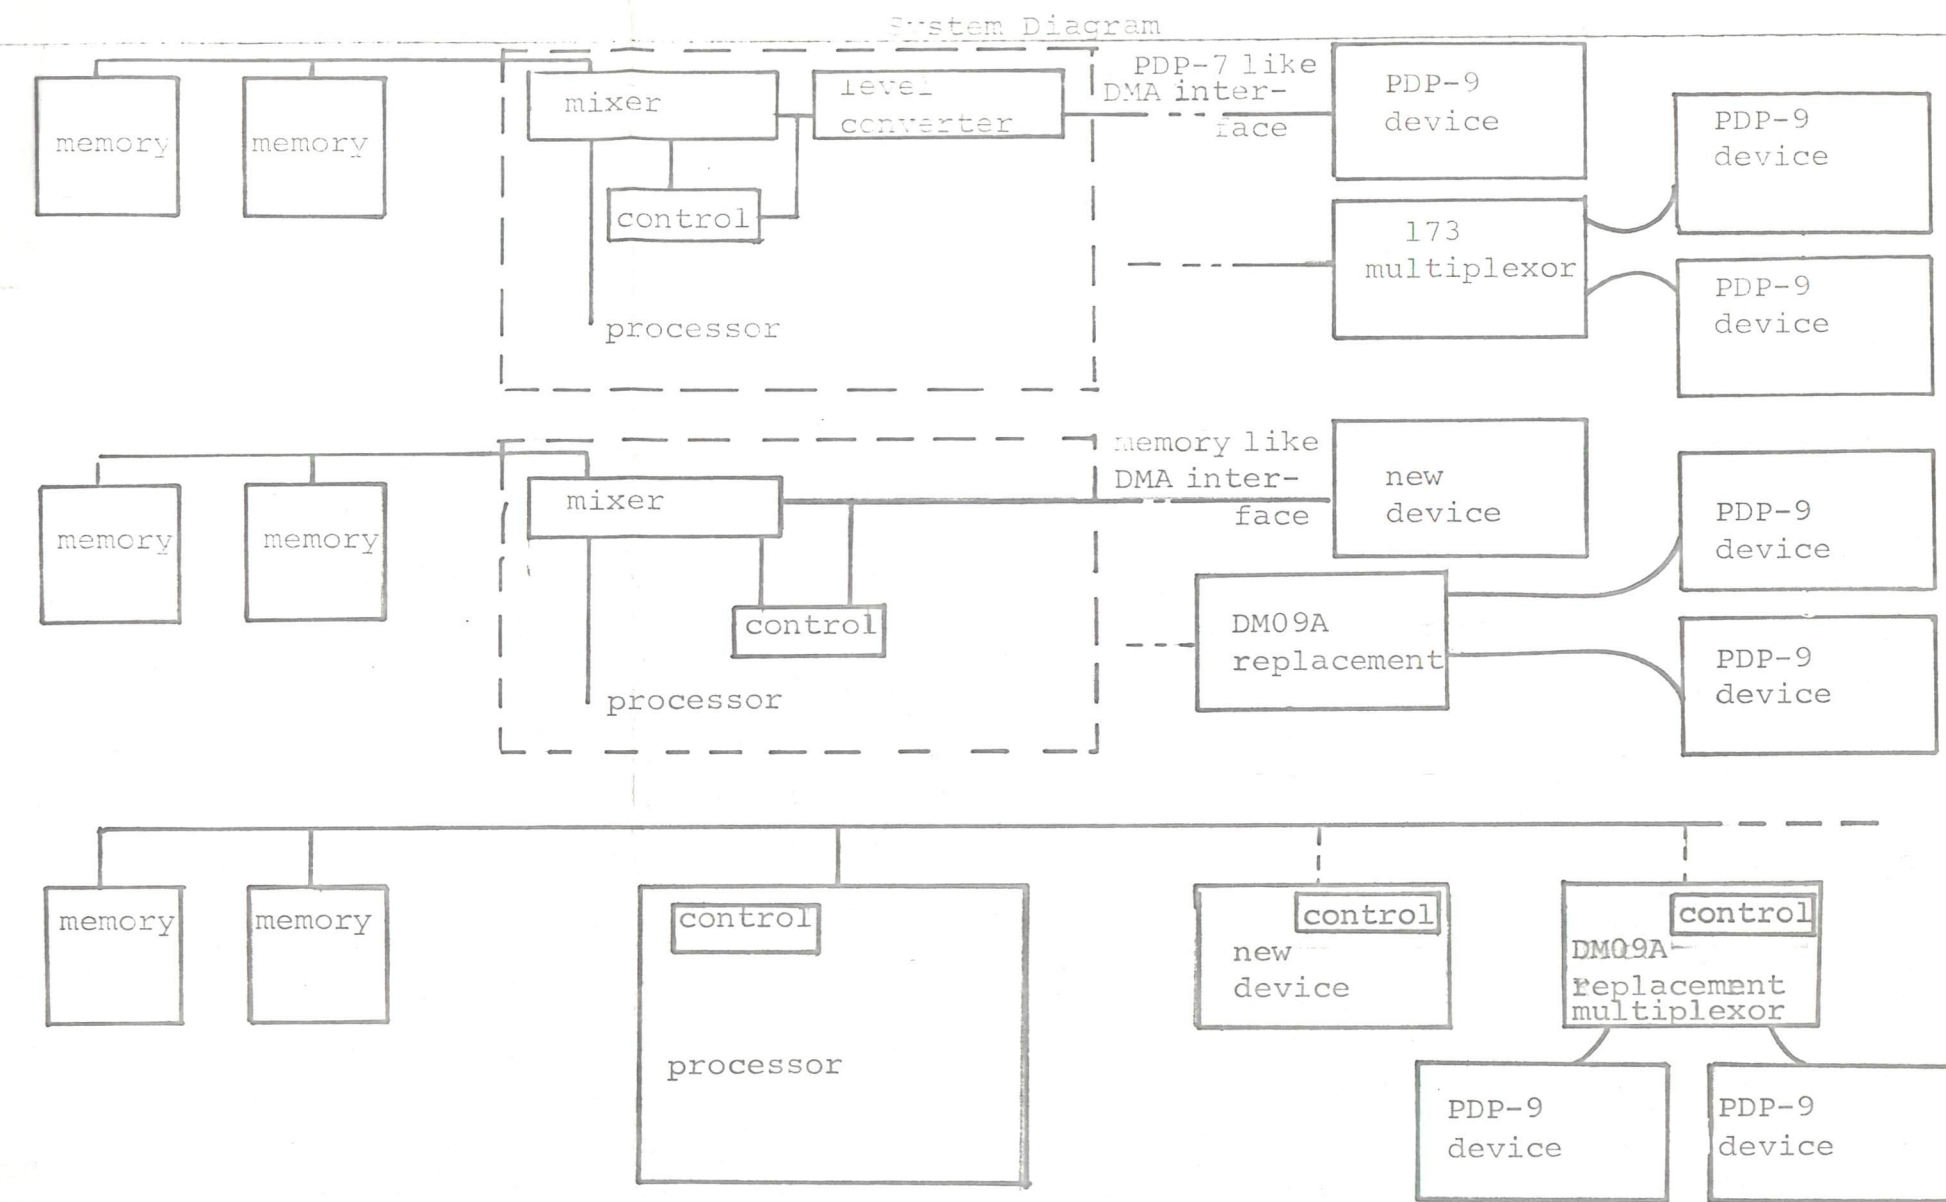 System Diagram
memory
memory
mixer
level
converter
control
processor
PDP-7 like
DMA inter-
face
PDP-9
device
173
multiplexor
PDP-9
device
PDP-9
device
memory
memory
mixer
control
processor
memory like
DMA inter-
face
new
device
DM09A
replacement
PDP-9
device
PDP-9
device
memory
memory
control
processor
control
new
device
control
DM09A
replacement
multiplexor
PDP-9
device
PDP-9
device